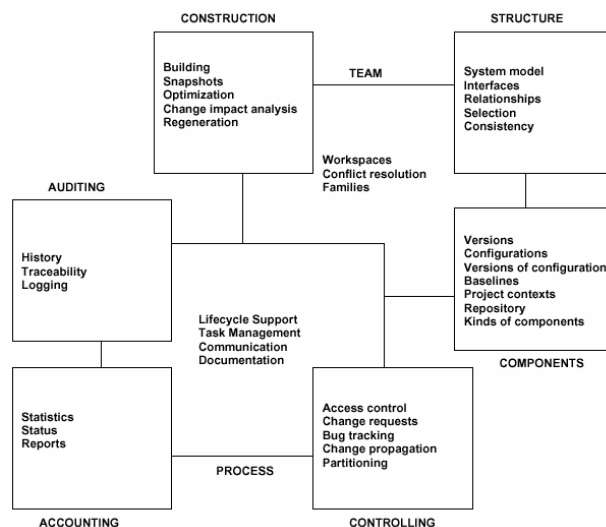 CONSTRUCTION
Building
Snapshots
Optimization
Change impact analysis
Regeneration
TEAM
Workspaces
Conflict resolution
Families
STRUCTURE
System model
Interfaces
Relationships
Selection
Consistency
AUDITING
History
Traceability
Logging
Lifecycle Support
Task Management
Communication
Documentation
Versions
Configurations
Versions of configuration
Baselines
Project contexts
Repository
Kinds of components
COMPONENTS
Statistics
Status
Reports
ACCOUNTING
PROCESS
Access control
Change requests
Bug tracking
Change propagation
Partitioning
CONTROLLING